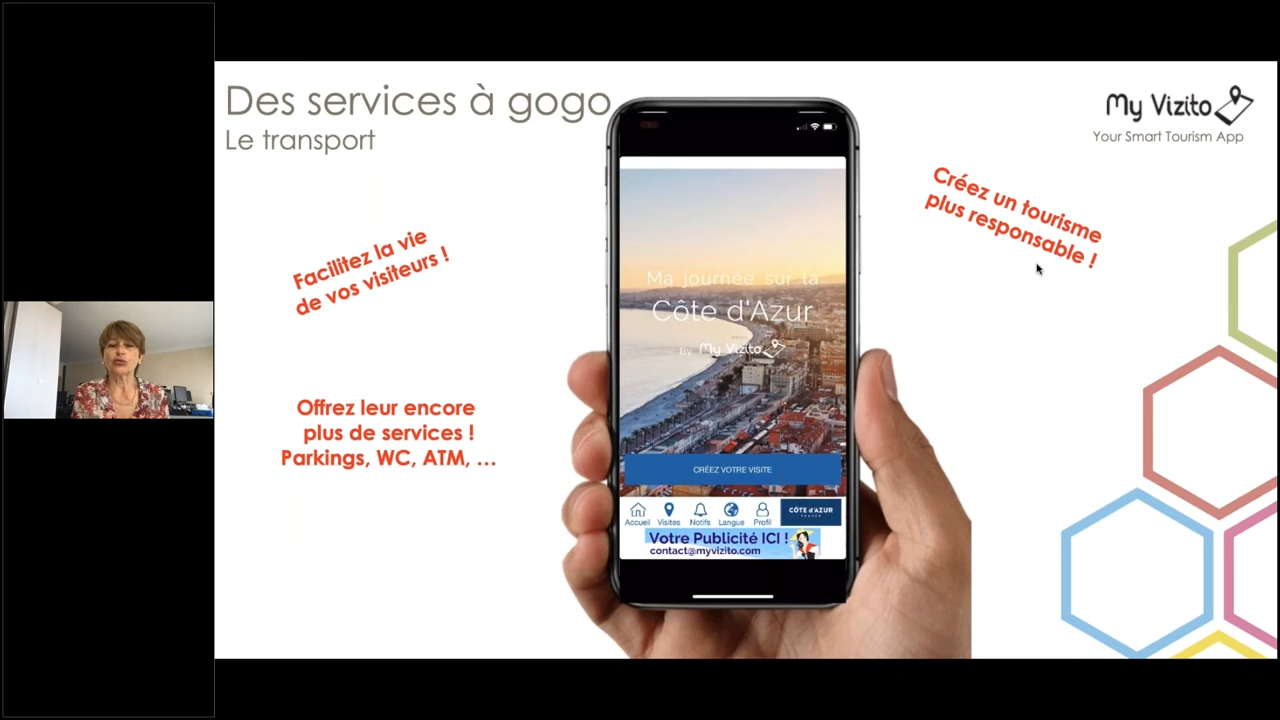 Des services à gogo
Le transport
My Vizito
Your Smart Tourism App
Créez un tourisme
plus responsable !
Facilitez la vie
de vos visiteurs !
Offrez leur encore
plus de services !
Parkings, WC, ATM, ...
Ma journée sur la
Côte d'Azur
By My Vizito
CRÉEZ VOTRE VISITE
Accueil Visites Notifs Langue Profil
CÔTE d'AZUR
FRANCE
Votre Publicité ICI !
contact@myvizito.com